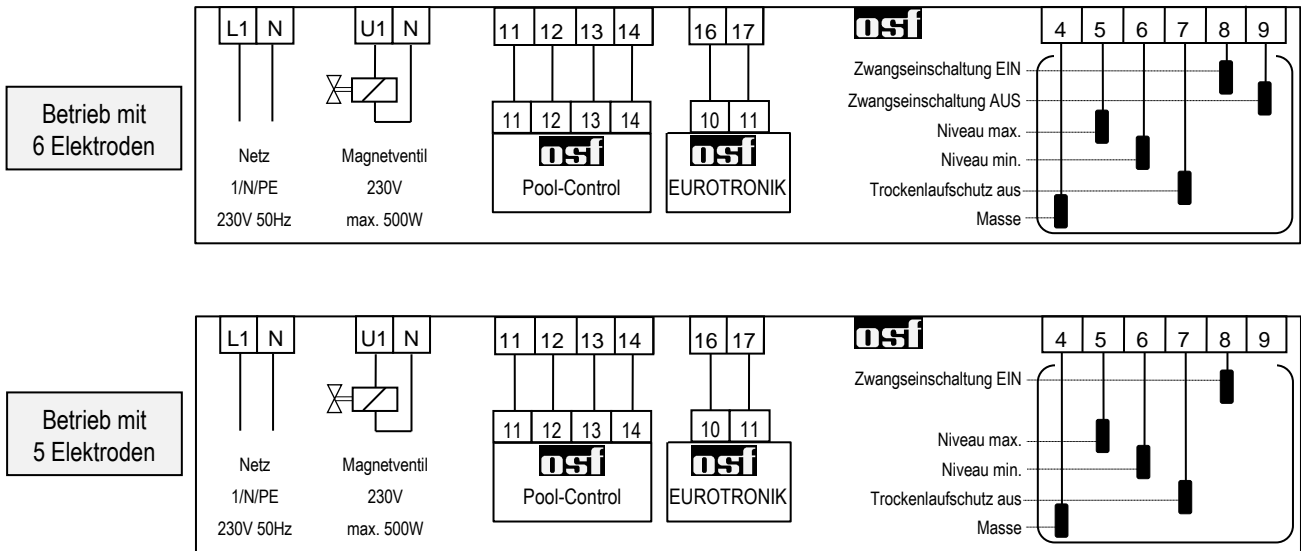 L1 N U1 N 11 12 13 14 16 17 osf 4 5 6 7 8 9
Zwangseinschaltung EIN
Zwangseinschaltung AUS
Betrieb mit
6 Elektroden
11 12 13 14 10 11
Niveau max.
Netz Magnetventil osf osf
Niveau min.
1/N/PE 230V Pool-Control EUROTRONIK
Trockenlaufschutz aus
230V 50Hz max. 500W
Masse
L1 N U1 N 11 12 13 14 16 17 osf 4 5 6 7 8 9
Zwangseinschaltung EIN
Betrieb mit
5 Elektroden
11 12 13 14 10 11
Niveau max.
Netz Magnetventil osf osf
Niveau min.
1/N/PE 230V Pool-Control EUROTRONIK
Trockenlaufschutz aus
230V 50Hz max. 500W
Masse